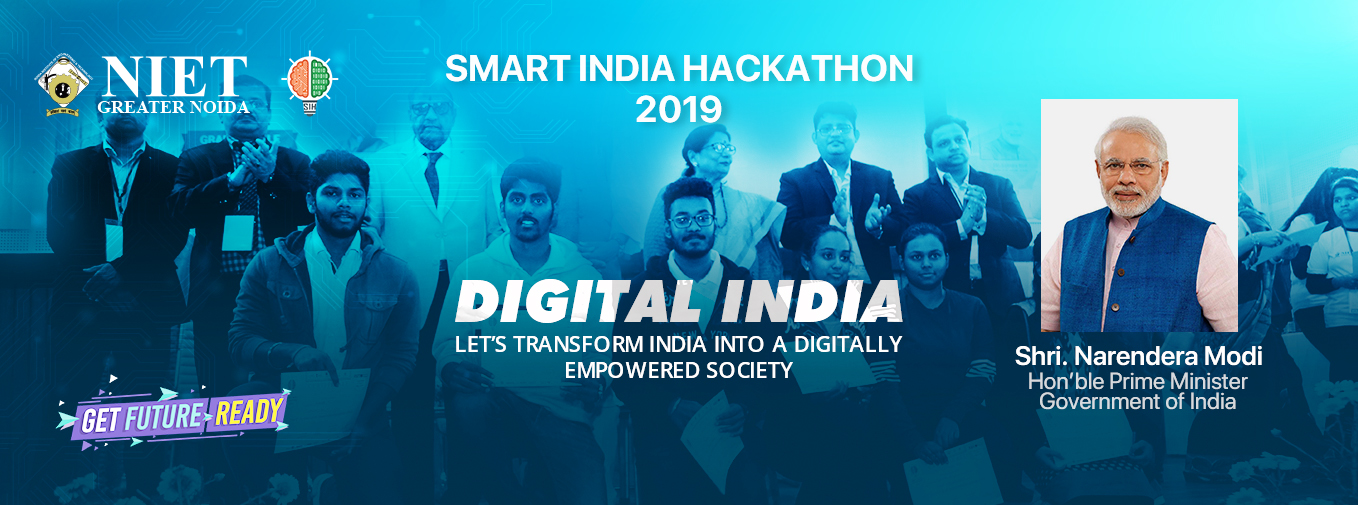 NIET
GREATER NOIDA
SIH
SMART INDIA HACKATHON
2019
DIGITAL INDIA
LET'S TRANSFORM INDIA INTO A DIGITALLY
EMPOWERED SOCIETY
GET FUTURE READY
Shri. Narendera Modi
Hon'ble Prime Minister
Government of India